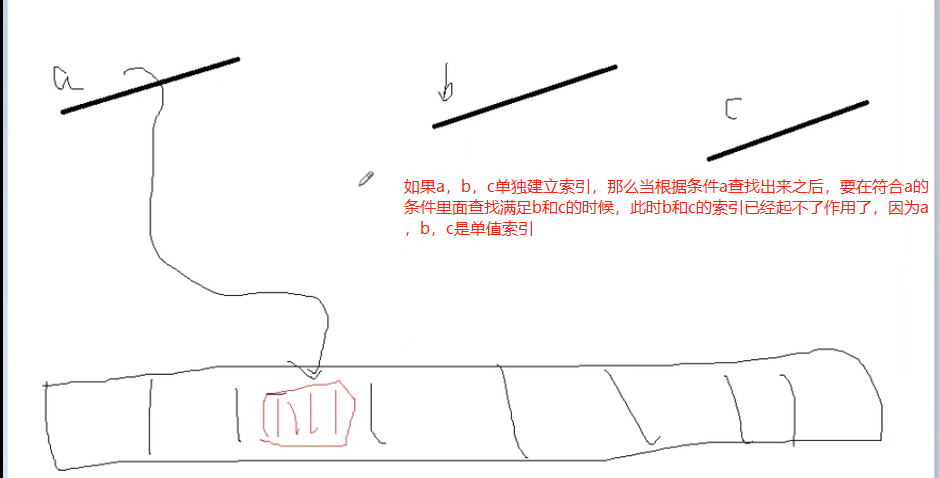 a
b
c
如果a，b，c单独建立索引，那么当根据条件a查找出来之后，要在符合a的
条件里面查找满足b和c的时候，此时b和c的索引已经起不了作用了，因为a
，b，c是单值索引